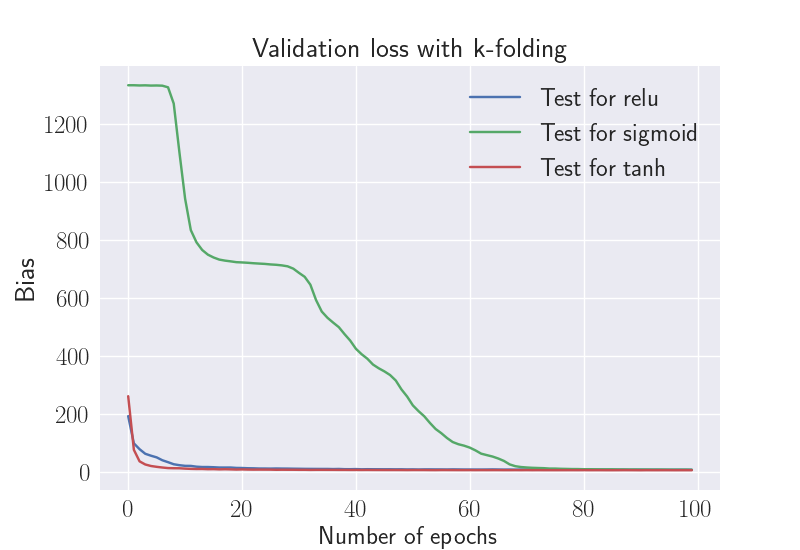 Validation loss with k-folding
Test for relu
Test for sigmoid
Test for tanh
1200
1000
800
600
400
200
0
Bias
0 20 40 60 80 100
Number of epochs